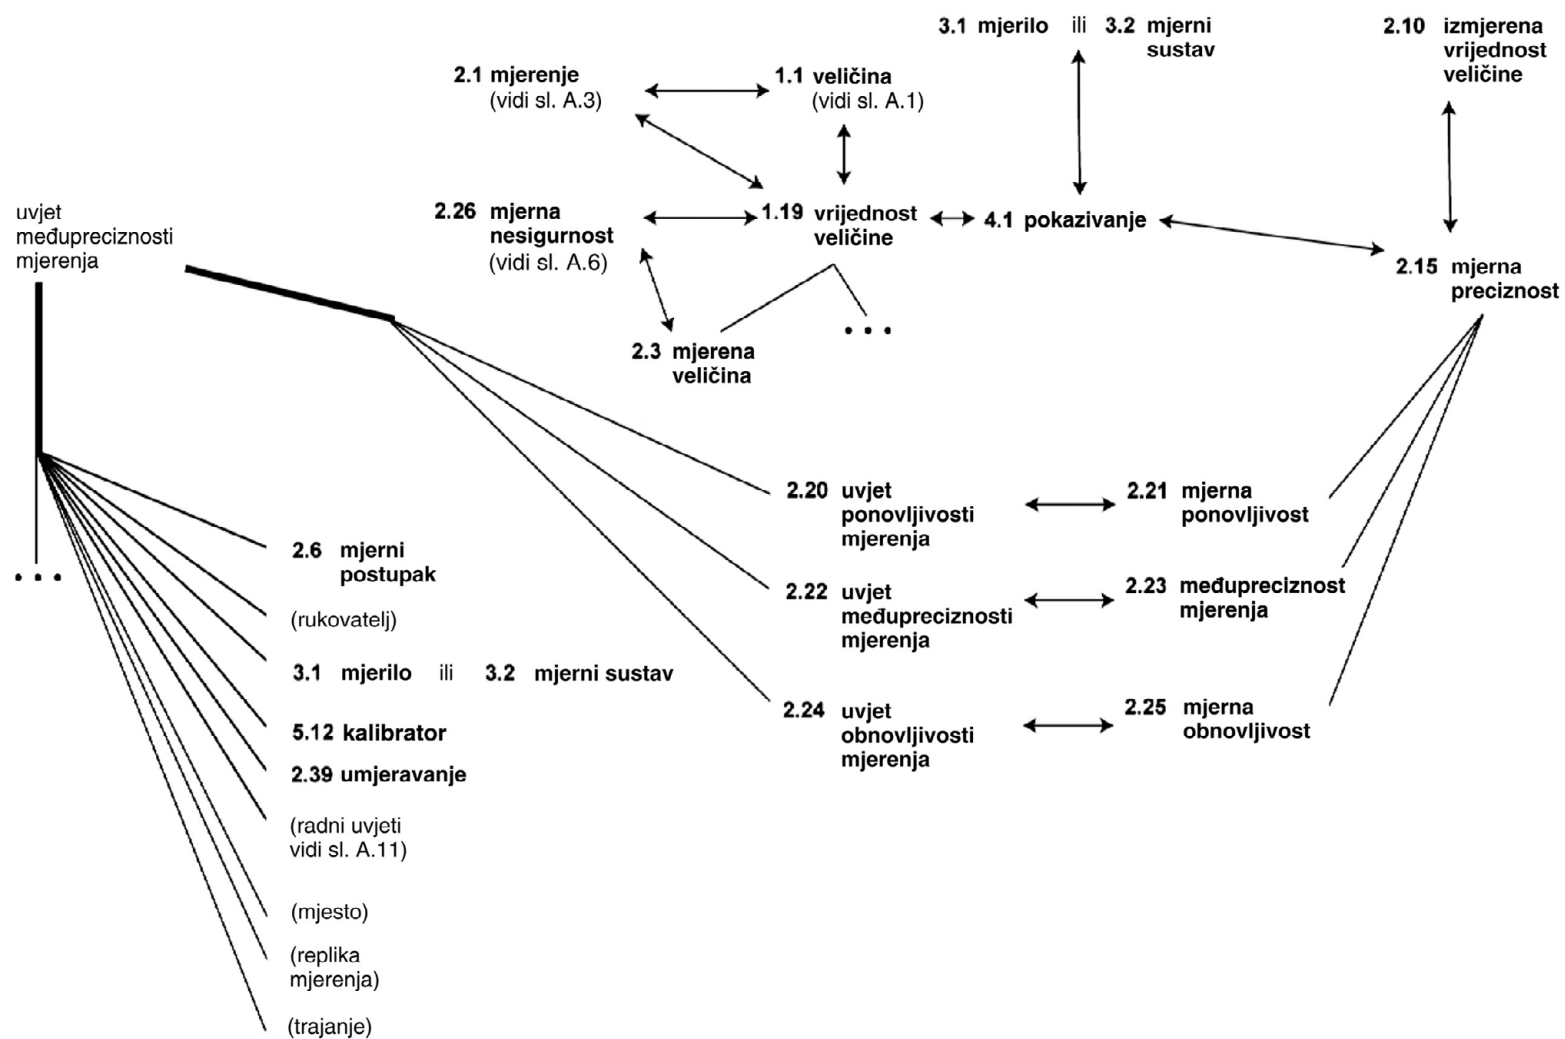 3.1 mjerilo ili 3.2 mjerni
sustav
2.10 izmjerena
vrijednost
veličine
2.1 mjerenje
(vidi sl. A.3)
1.1 veličina
(vidi sl. A.1)
uvjet
međupreciznosti
mjerenja
2.26 mjerna
nesigurnost
(vidi sl. A.6)
1.19 vrijednost
veličine
4.1 pokazivanje
2.15 mjerna
preciznost
2.3 mjerena
veličina
• • •
2.20 uvjet
ponovljivosti
mjerenja
2.21 mjerna
ponovljivost
2.22 uvjet
međupreciznosti
mjerenja
2.23 međupreciznost
mjerenja
2.24 uvjet
obnovljivosti
mjerenja
2.25 mjerna
obnovljivost
• • •
2.6 mjerni
postupak
(rukovatelj)
3.1 mjerilo ili 3.2 mjerni sustav
5.12 kalibrator
2.39 umjeravanje
(radni uvjeti
vidi sl. A.11)
(mjesto)
(replika
mjerenja)
(trajanje)